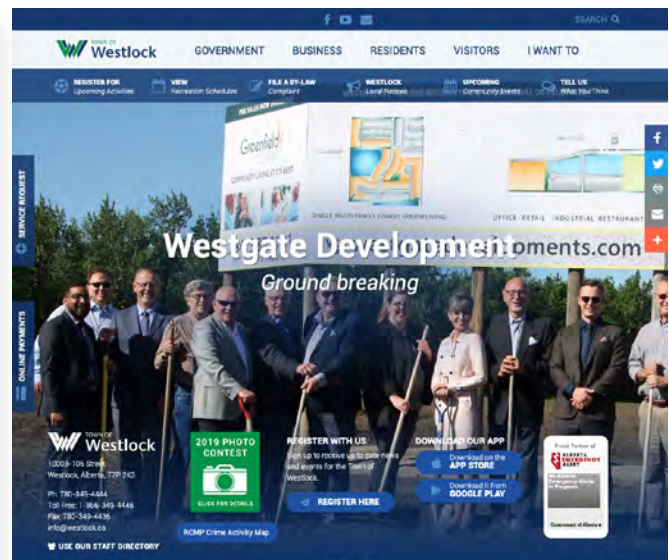 SEARCH
TOWN OF
Westlock
GOVERNMENT
BUSINESS
RESIDENTS
VISITORS
I WANT TO
REGISTER FOR
Upcoming Activities
VIEW
Recreation Schedules
FILE A BY-LAW
Complaint
WESTLOCK
Local Notices
UPCOMING
Community Events
TELL US
What You Think
Greenfield
SINGLE MULTI-FAMILY CONDO
OFFICE RETAIL INDUSTRIAL RESTAURANT
pments.com
SERVICE REQUEST
ONLINE PAYMENTS
Westgate Development
Ground breaking
TOWN OF
Westlock
10003-106 Street
Westlock, Alberta, T7P 2K3
Ph: 780-349-4444
Toll Free: 1-866-349-4445
Fax: 780-349-4436
info@westlock.ca
USE OUR STAFF DIRECTORY
2019 PHOTO
CONTEST
CLICK FOR DETAILS
RCMP Crime Activity Map
REGISTER WITH US
Sign up to receive up to date news
and events for the Town of
Westlock.
REGISTER HERE
DOWNLOAD OUR APP
Download on the
APP STORE
Download it from
GOOGLE PLAY
Proud Partner of
ALBERTA
EMERGENCY
ALERT
Government of Alberta